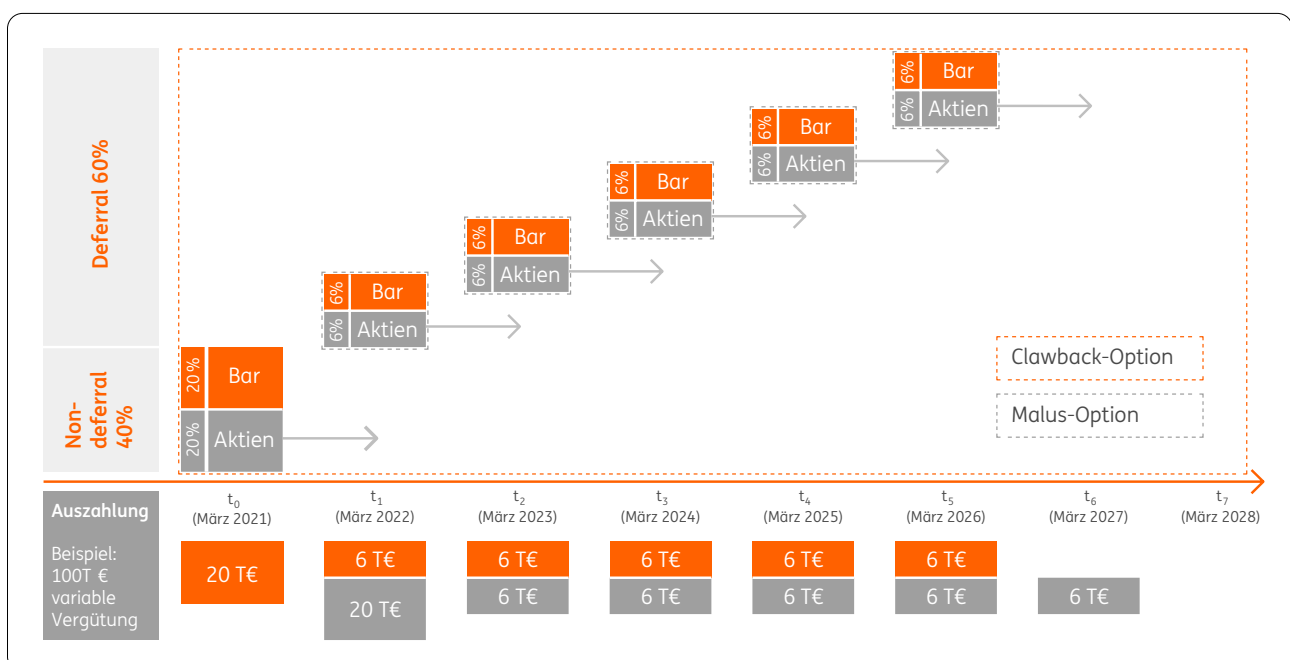 Deferral 60%
6% Bar
6% Aktien
6% Bar
6% Aktien
6% Bar
6% Aktien
6% Bar
6% Aktien
6% Bar
6% Aktien
Non-
deferral
40%
20% Bar
20% Aktien
Clawback-Option
Malus-Option
Auszahlung
Beispiel:
100T €
variable
Vergütung
t0 t1 t2 t3 t4 t5 t6 t7
(März 2021) (März 2022) (März 2023) (März 2024) (März 2025) (März 2026) (März 2027) (März 2028)
20 T€ 6 T€ 6 T€ 6 T€ 6 T€ 6 T€
20 T€ 6 T€ 6 T€ 6 T€ 6 T€ 6 T€